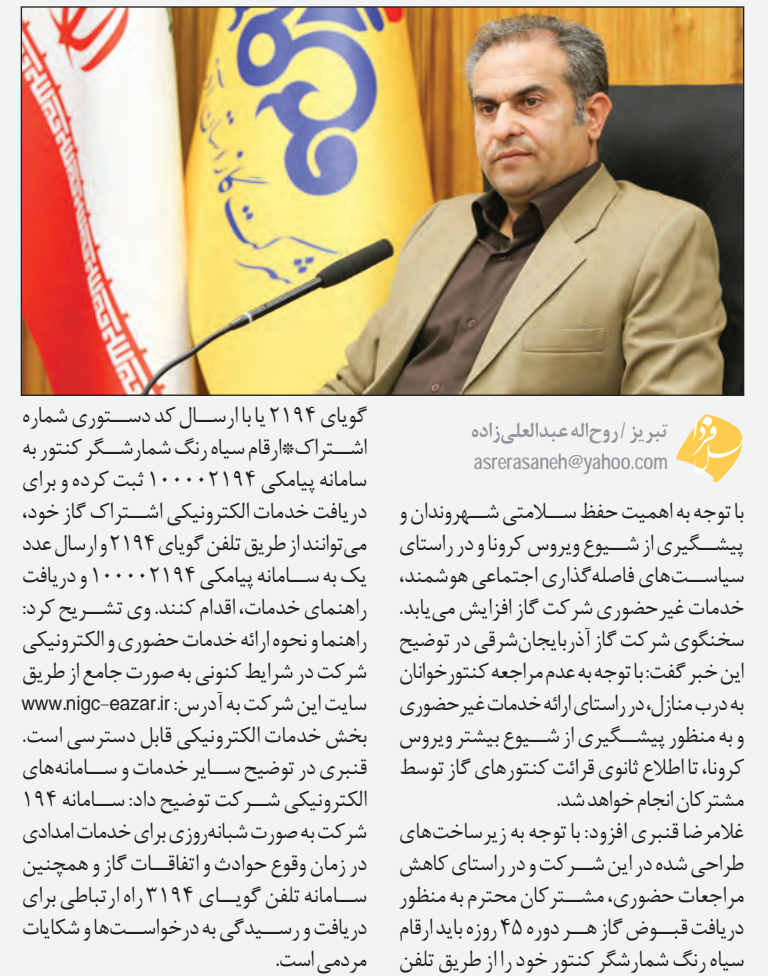 شرکت گاز استان آذر
تبریز / روح‌اله عبدالعلی‌زاده
asrerasaneh@yahoo.com
با توجه به اهمیت حفظ سلامتی شهروندان و
پیشگیری از شیوع ویروس کرونا و در راستای
سیاست‌های فاصله‌گذاری اجتماعی هوشمند،
خدمات غیرحضوری شرکت گاز افزایش می‌یابد.
سخنگوی شرکت گاز آذربایجان‌شرقی در توضیح
این خبر گفت: با توجه به عدم مراجعه کنتورخوانان
به درب منازل، در راستای ارائه خدمات غیرحضوری
و به منظور پیشگیری از شیوع بیشتر ویروس
کرونا، تا اطلاع ثانوی قرائت کنتورهای گاز توسط
مشترکان انجام خواهد شد.
غلامرضا قنبری افزود: با توجه به زیرساخت‌های
طراحی شده در این شرکت و در راستای کاهش
مراجعات حضوری، مشترکان محترم به منظور
دریافت قبوض گاز هر دوره ۴۵ روزه باید ارقام
سیاه رنگ شمارشگر کنتور خود را از طریق تلفن
گویای ۲۱۹۴ یا با ارسال کد دستوری شماره
اشتراک*ارقام سیاه رنگ شمارشگر کنتور به
سامانه پیامکی ۱۰۰۰۰۲۱۹۴ ثبت کرده و برای
دریافت خدمات الکترونیکی اشتراک گاز خود،
می‌توانند از طریق تلفن گویای ۲۱۹۴ و ارسال عدد
یک به سامانه پیامکی ۱۰۰۰۰۲۱۹۴ و دریافت
راهنمای خدمات، اقدام کنند. وی تشریح کرد:
راهنما و نحوه ارائه خدمات حضوری و الکترونیکی
شرکت در شرایط کنونی به صورت جامع از طریق
سایت این شرکت به آدرس: www.nigc-eazar.ir
بخش خدمات الکترونیکی قابل دسترسی است.
قنبری در توضیح سایر خدمات و سامانه‌های
الکترونیکی شرکت توضیح داد: سامانه ۱۹۴
شرکت به صورت شبانه‌روزی برای خدمات امدادی
در زمان وقوع حوادث و اتفاقات گاز و همچنین
سامانه تلفن گویای ۳۱۹۴ راه ارتباطی برای
دریافت و رسیدگی به درخواست‌ها و شکایات
مردمی است.